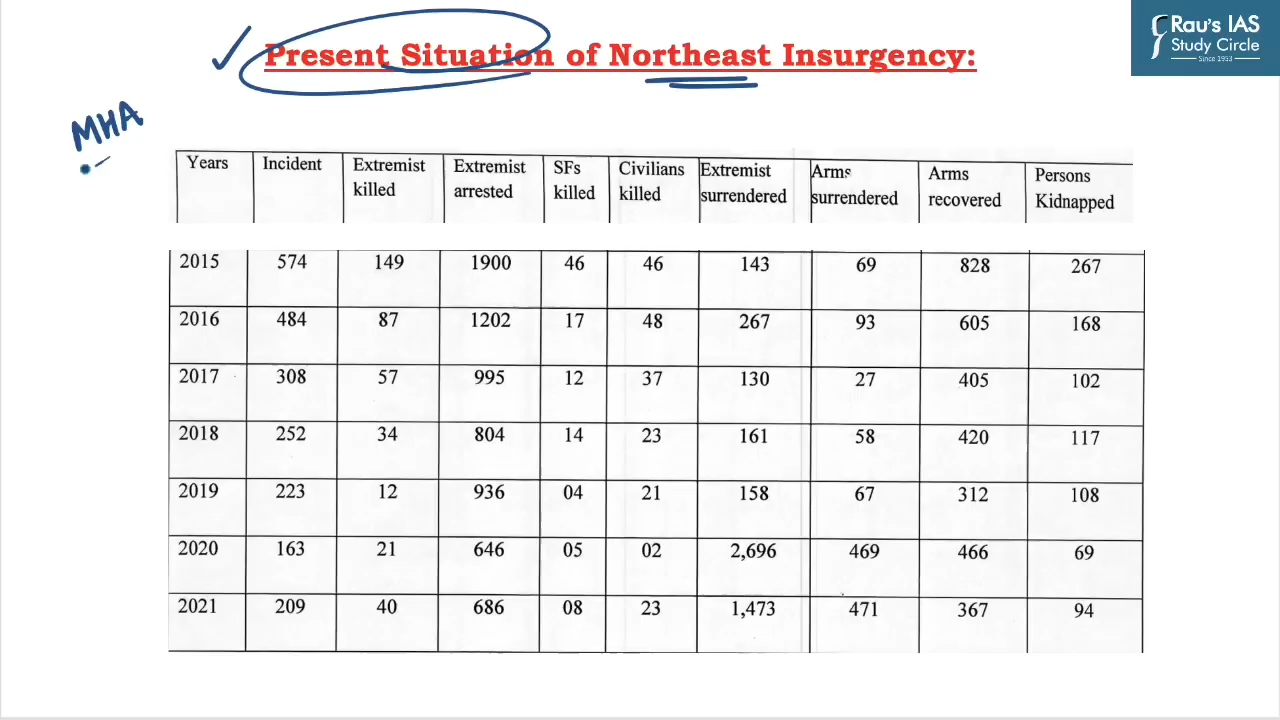 Present Situation of Northeast Insurgency:
Rau's IAS
Study Circle
Since 1953
MHA
Years Incident Extremist killed Extremist arrested SFs killed Civilians killed Extremist surrendered Arms surrendered Arms recovered Persons Kidnapped
2015 574 149 1900 46 46 143 69 828 267
2016 484 87 1202 17 48 267 93 605 168
2017 308 57 995 12 37 130 27 405 102
2018 252 34 804 14 23 161 58 420 117
2019 223 12 936 04 21 158 67 312 108
2020 163 21 646 05 02 2,696 469 466 69
2021 209 40 686 08 23 1,473 471 367 94